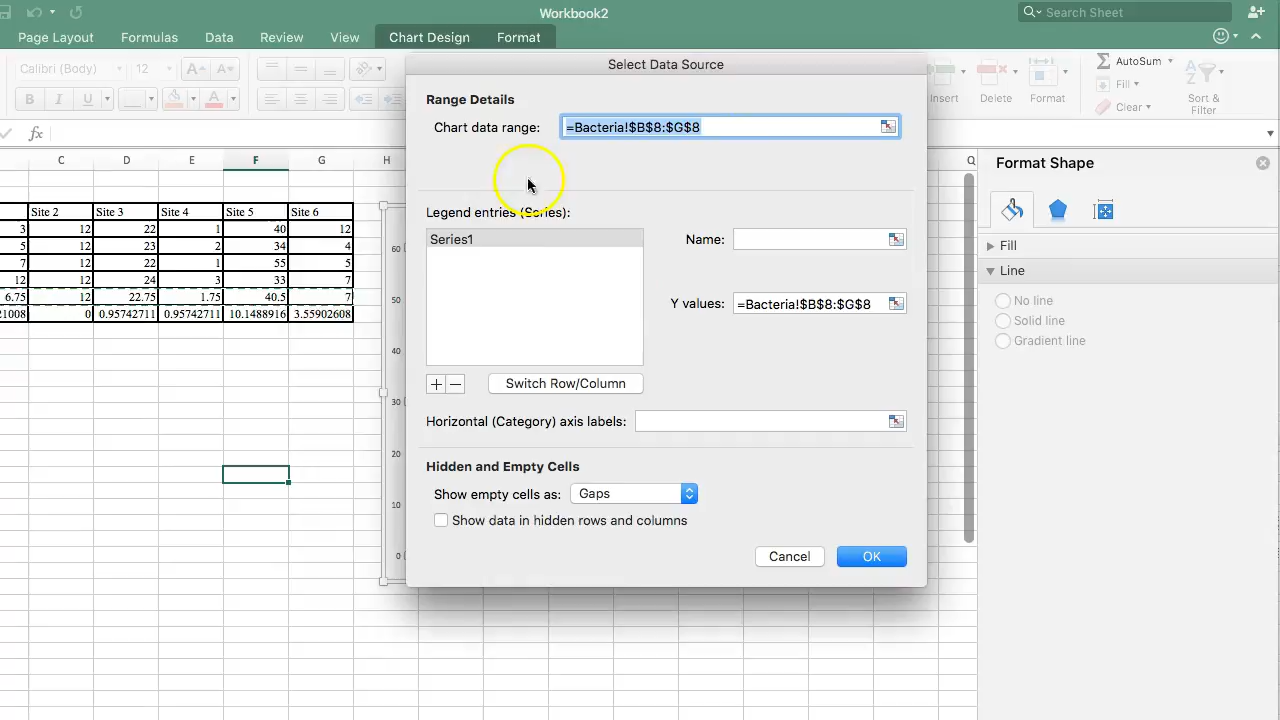 Workbook2
Search Sheet
Page Layout Formulas Data Review View Chart Design Format
Calibri (Body) 12 A A AutoSum
Fill
B I U A Insert Delete Format Clear Sort & Filter
fx
C D E F G H Q
Site 2 Site 3 Site 4 Site 5 Site 6
3 12 22 1 40 12
5 12 23 2 34 4
7 12 22 1 55 5
12 12 24 3 33 7
6.75 12 22.75 1.75 40.5 7
21008 0 0.95742711 0.95742711 10.1488916 3.55902608
60
50
40
30
20
10
0
Select Data Source
Range Details
Chart data range: =Bacteria!$B$8:$G$8
Legend entries (Series):
Series1
Name:
Y values: =Bacteria!$B$8:$G$8
+ − Switch Row/Column
Horizontal (Category) axis labels:
Hidden and Empty Cells
Show empty cells as: Gaps
Show data in hidden rows and columns
Cancel OK
Format Shape
Fill
Line
No line
Solid line
Gradient line